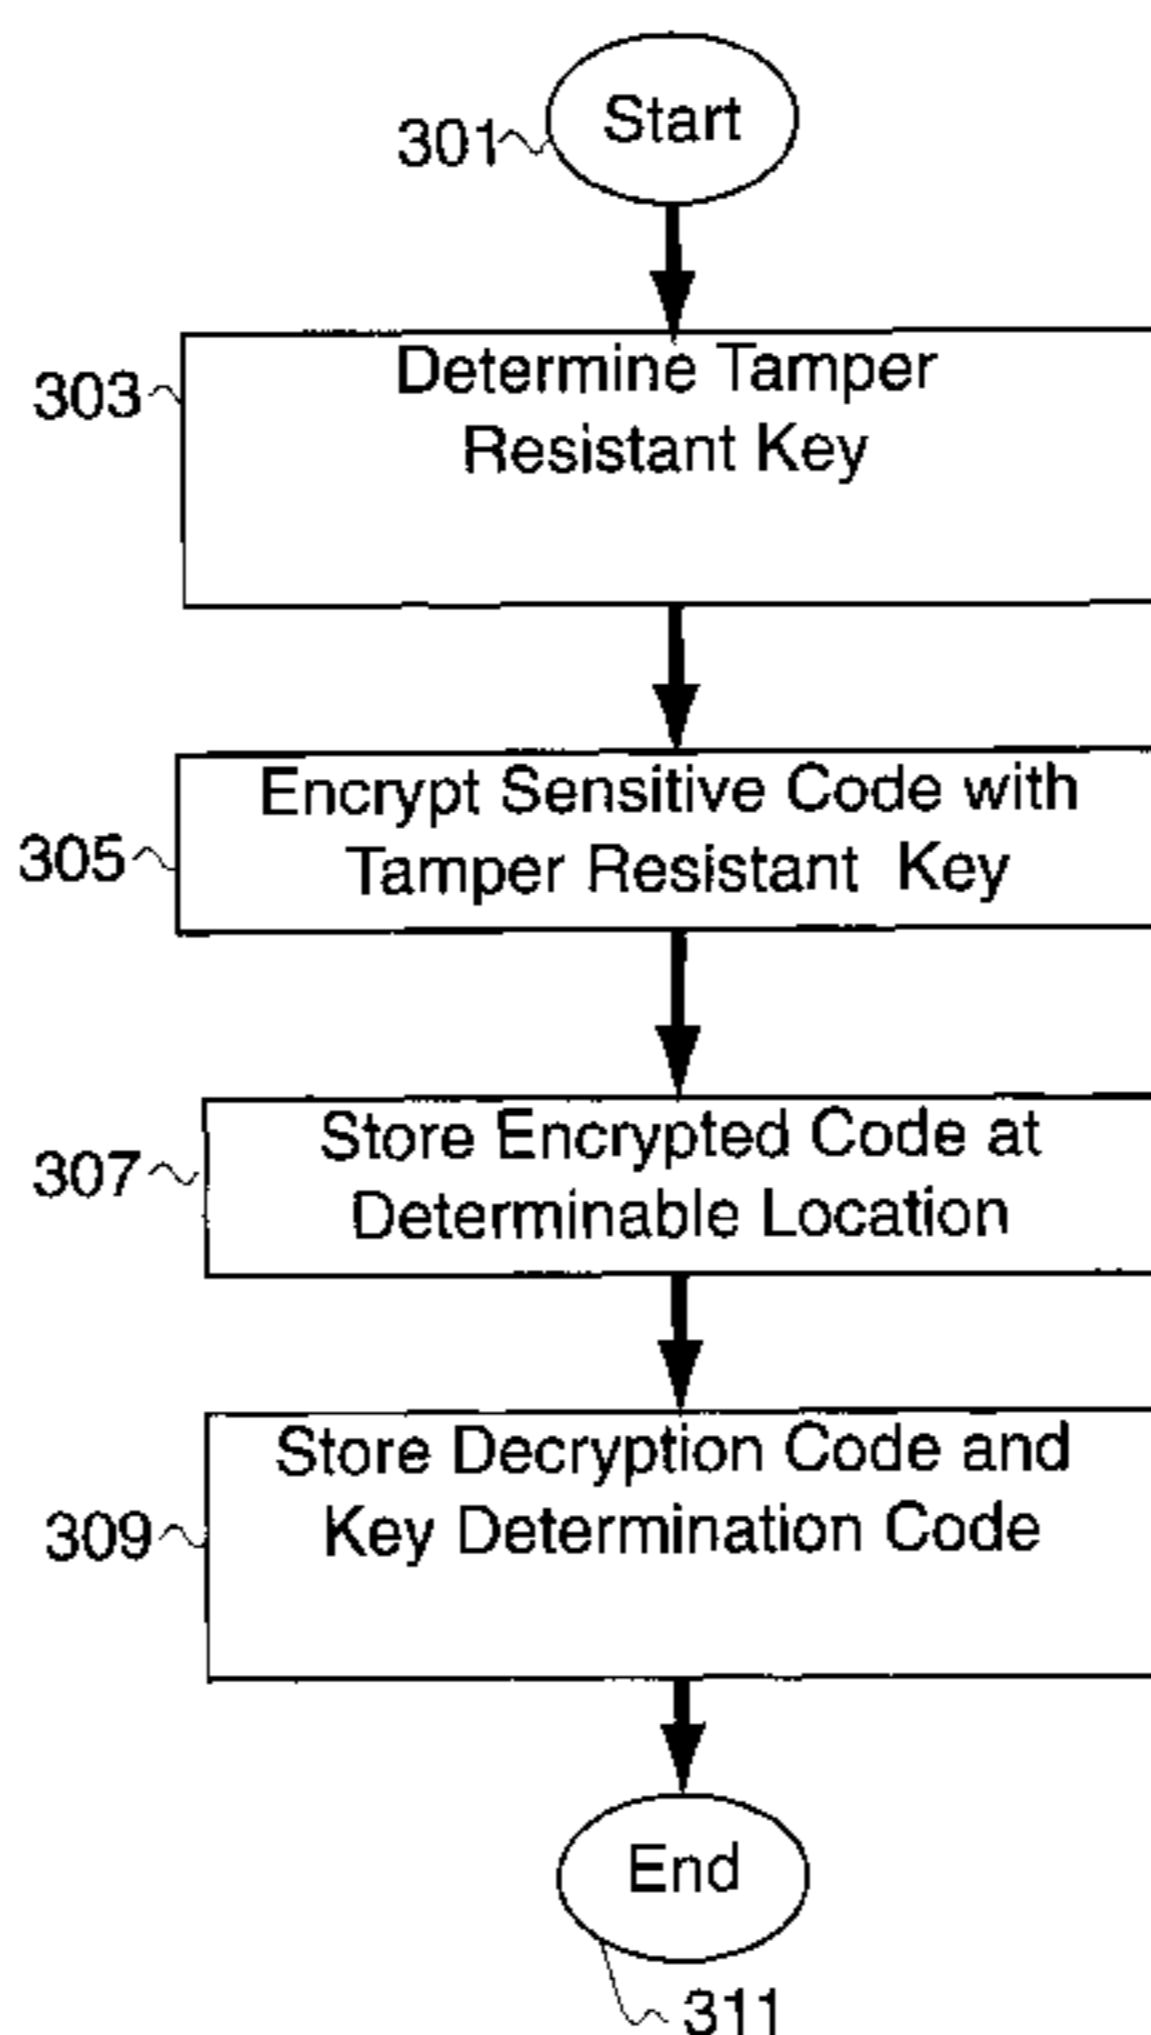 Start
301
Determine Tamper
Resistant Key
303
Encrypt Sensitive Code with
Tamper Resistant Key
305
Store Encrypted Code at
Determinable Location
307
Store Decryption Code and
Key Determination Code
309
End
311